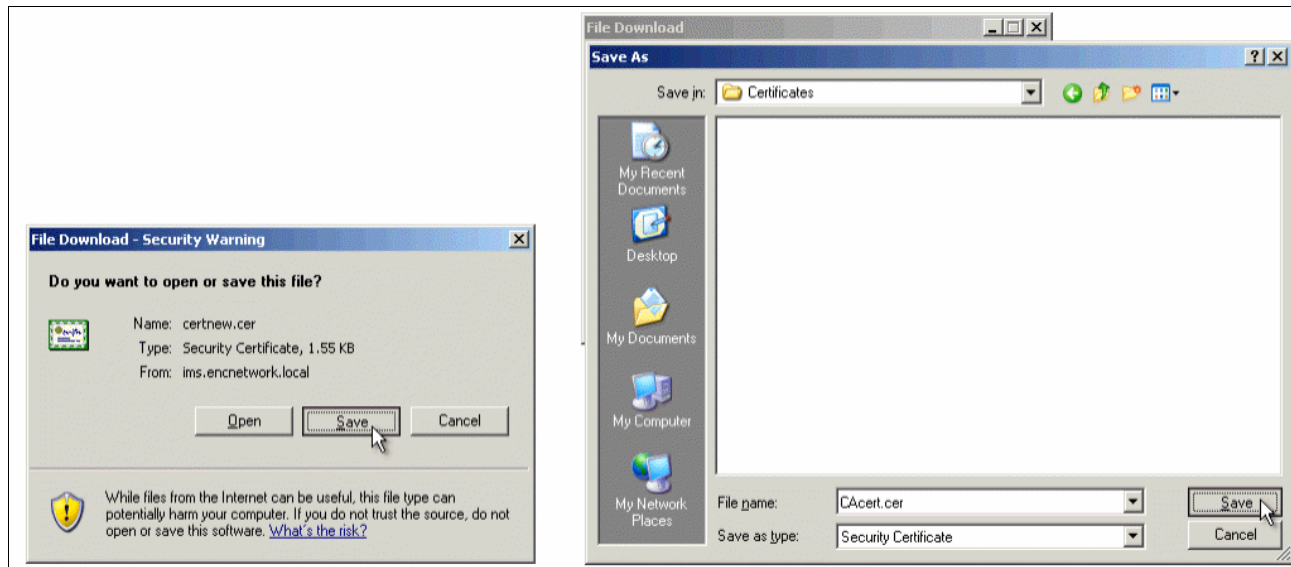 File Download - Security Warning
Do you want to open or save this file?
Name: certnew.cer
Type: Security Certificate, 1.55 KB
From: ims.encnetwork.local
Open Save Cancel
While files from the Internet can be useful, this file type can
potentially harm your computer. If you do not trust the source, do not
open or save this software. What's the risk?
File Download
Save As
Save in: Certificates
My Recent
Documents
Desktop
My Documents
My Computer
My Network
Places
File name: CAcert.cer Save
Save as type: Security Certificate Cancel